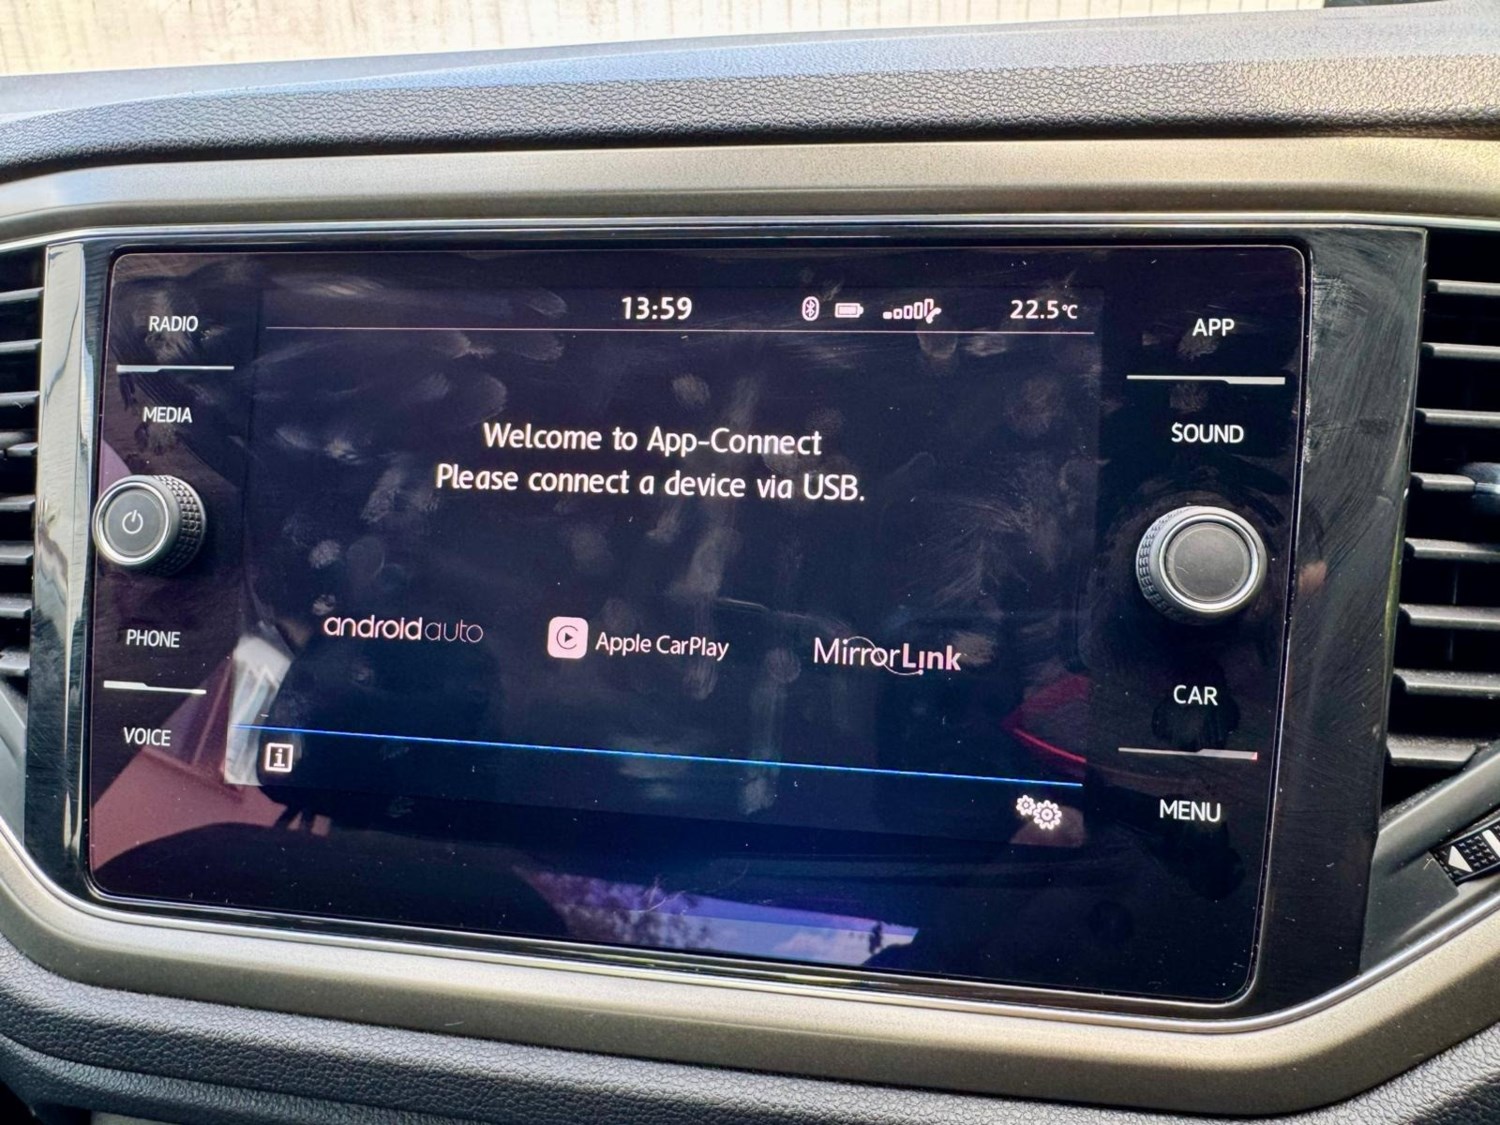 RADIO
MEDIA
PHONE
VOICE
13:59
22.5°C
Welcome to App-Connect
Please connect a device via USB.
androidauto
Apple CarPlay
MirrorLink
i
APP
SOUND
CAR
MENU